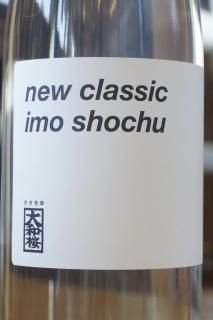 new classic
imo shochu
大和桜